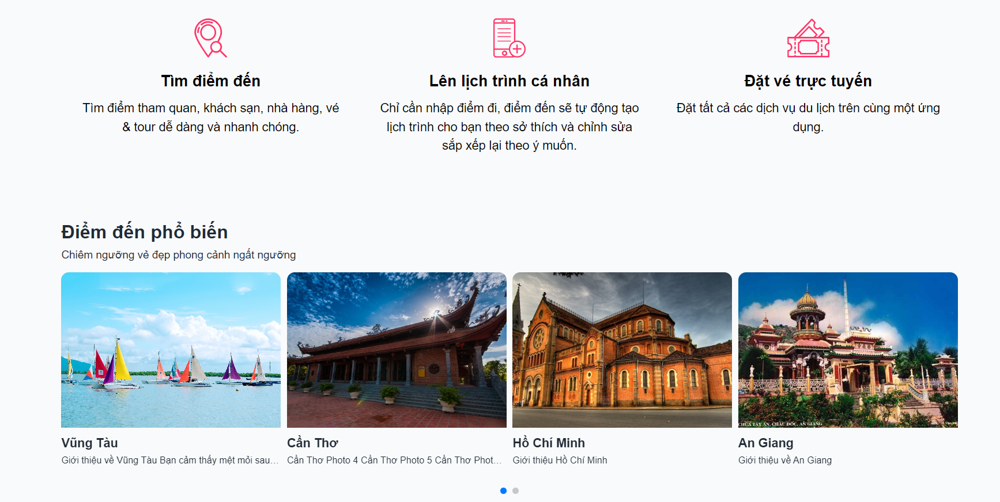 Tìm điểm đến
Tìm điểm tham quan, khách sạn, nhà hàng, vé
& tour dễ dàng và nhanh chóng.
Lên lịch trình cá nhân
Chỉ cần nhập điểm đi, điểm đến sẽ tự động tạo
lịch trình cho bạn theo sở thích và chỉnh sửa
sắp xếp lại theo ý muốn.
Đặt vé trực tuyến
Đặt tất cả các dịch vụ du lịch trên cùng một ứng
dụng.
Điểm đến phổ biến
Chiêm ngưỡng vẻ đẹp phong cảnh ngất ngưỡng
CHÙA TÂY AN, CHÂU ĐỐC, AN GIANG
Vũng Tàu
Giới thiệu về Vũng Tàu Bạn cảm thấy mệt mỏi sau...
Cần Thơ
Cần Thơ Photo 4 Cần Thơ Photo 5 Cần Thơ Phot...
Hồ Chí Minh
Giới thiệu Hồ Chí Minh
An Giang
Giới thiệu về An Giang